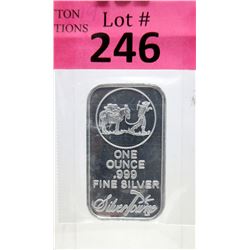 TON
TIONS
Lot #
246
ONE
OUNCE
.999
FINE SILVER
Silvertowne